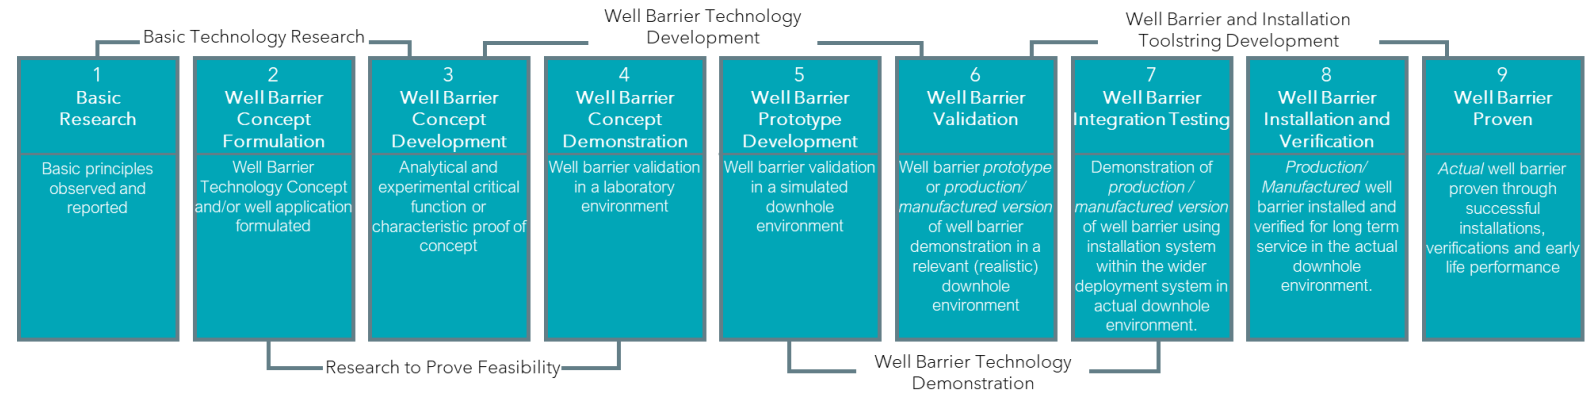 Basic Technology Research
Well Barrier Technology
Development
Well Barrier and Installation
Toolstring Development
1
Basic
Research
Basic principles
observed and
reported
2
Well Barrier
Concept
Formulation
Well Barrier
Technology Concept
and/or well application
formulated
3
Well Barrier
Concept
Development
Analytical and
experimental critical
function or
characteristic proof of
concept
4
Well Barrier
Concept
Demonstration
Well barrier validation
in a laboratory
environment
5
Well Barrier
Prototype
Development
Well barrier validation
in a simulated
downhole
environment
6
Well Barrier
Validation
Well barrier prototype
or production/
manufactured version
of well barrier
demonstration in a
relevant (realistic)
downhole
environment
7
Well Barrier
Integration Testing
Demonstration of
production /
manufactured version
of well barrier using
installation system
within the wider
deployment system in
actual downhole
environment.
8
Well Barrier
Installation and
Verification
Production/
Manufactured well
barrier installed and
verified for long term
service in the actual
downhole
environment.
9
Well Barrier
Proven
Actual well barrier
proven through
successful
installations,
verifications and early
life performance
Research to Prove Feasibility
Well Barrier Technology
Demonstration